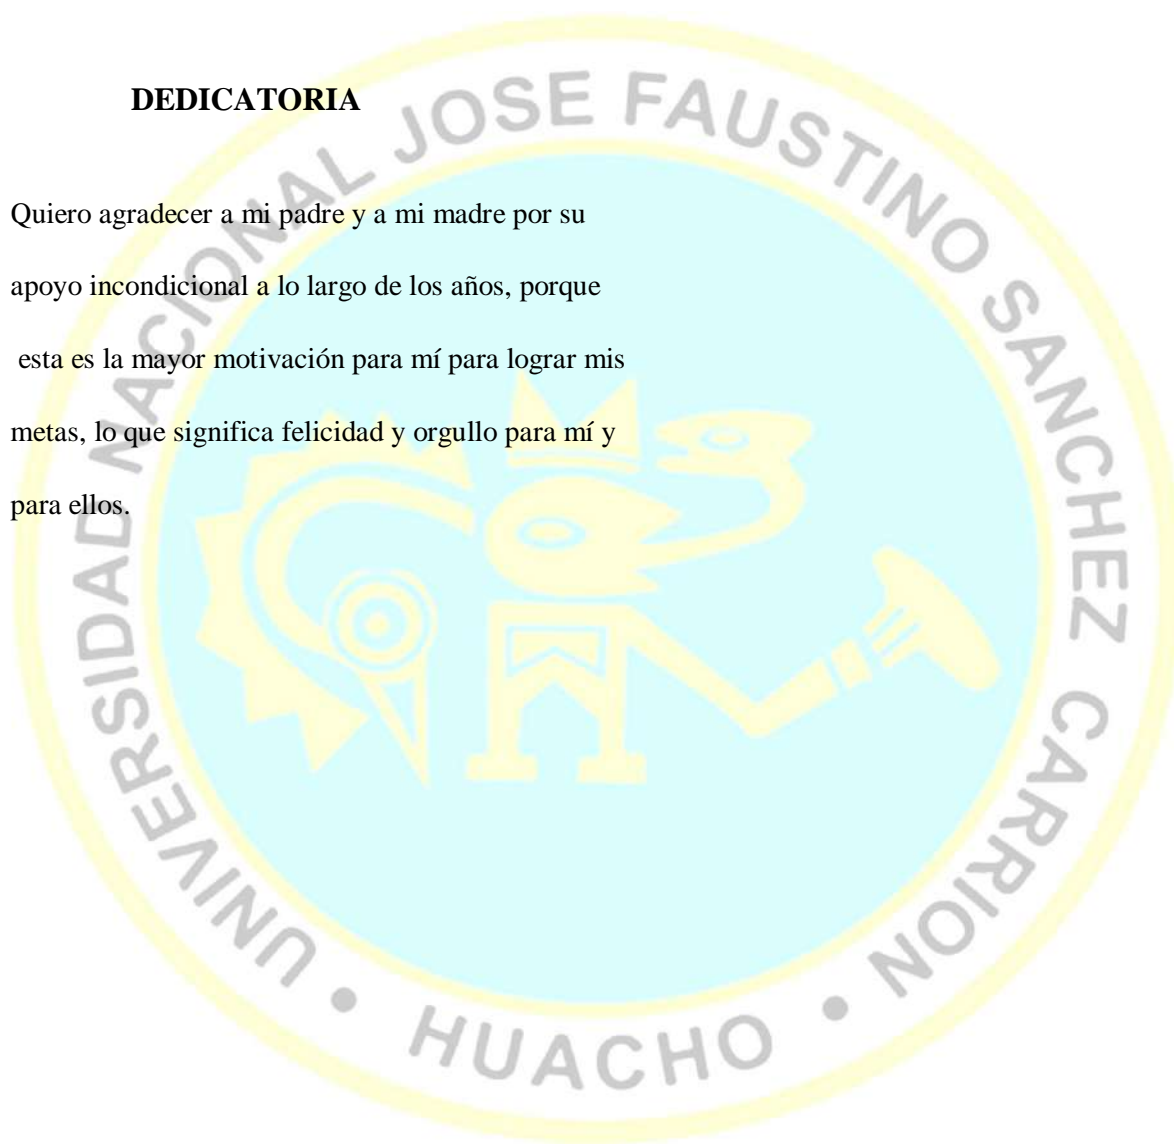 DEDICATORIA
Quiero agradecer a mi padre y a mi madre por su
apoyo incondicional a lo largo de los años, porque
esta es la mayor motivación para mí para lograr mis
metas, lo que significa felicidad y orgullo para mí y
para ellos.
UNIVERSIDAD NACIONAL JOSE FAUSTINO SANCHEZ CARRION • HUACHO •